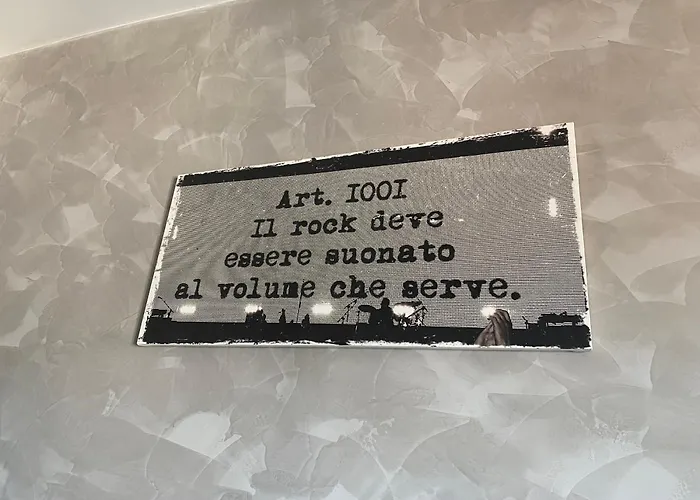 Art. IOOI
Il rock deve
essere suonato
al volume che serve.